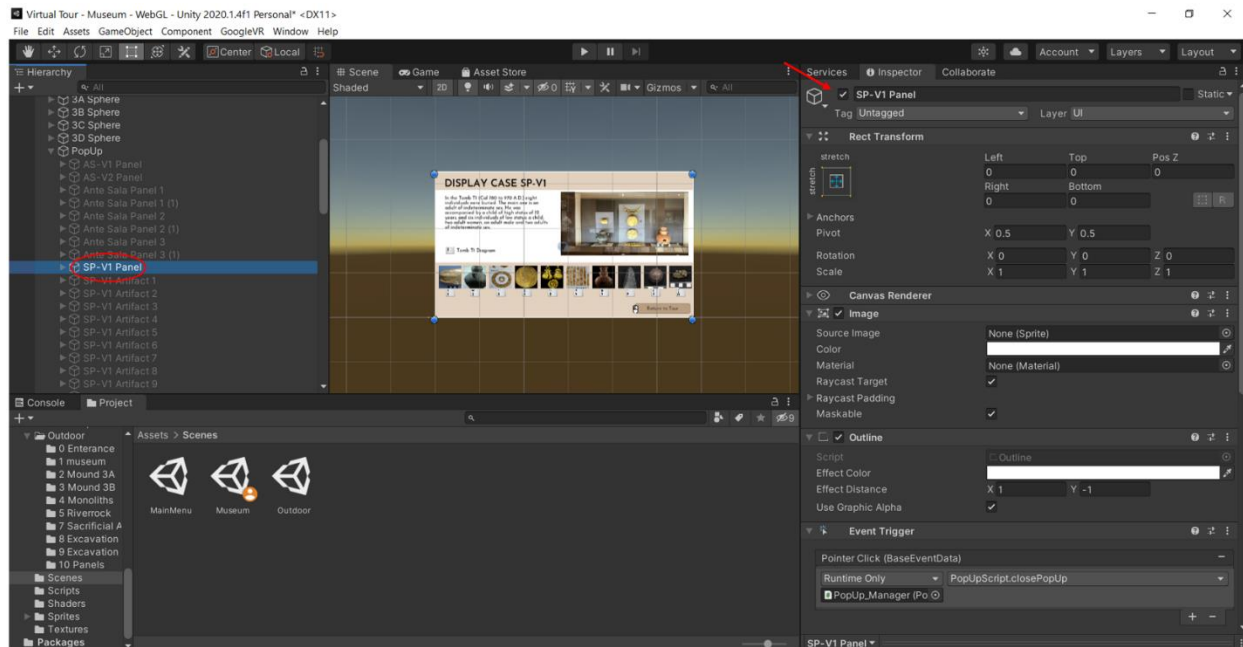 Virtual Tour - Museum - WebGL - Unity 2020.1.4f1 Personal* <DX11>
File Edit Assets GameObject Component GoogleVR Window Help
Center Local
Account Layers Layout
Hierarchy
All
3A Sphere
3B Sphere
3C Sphere
3D Sphere
PopUp
AS-V1 Panel
AS-V2 Panel
Ante Sala Panel 1
Ante Sala Panel 1 (1)
Ante Sala Panel 2
Ante Sala Panel 2 (1)
Ante Sala Panel 3
Ante Sala Panel 3 (1)
SP-V1 Panel
SP-V1 Artifact 1
SP-V1 Artifact 2
SP-V1 Artifact 3
SP-V1 Artifact 4
SP-V1 Artifact 5
SP-V1 Artifact 6
SP-V1 Artifact 7
SP-V1 Artifact 8
SP-V1 Artifact 9
Scene Game Asset Store
Shaded 2D 0 Gizmos All
DISPLAY CASE SP-V1
Tomb T1 Diagram
Return to Tour
Console Project
9
Outdoor
0 Enterance
1 museum
2 Mound 3A
3 Mound 3B
4 Monoliths
5 Riverrock
7 Sacrificial A
8 Excavation
9 Excavation
10 Panels
Scenes
Scripts
Shaders
Sprites
Textures
Packages
Assets > Scenes
MainMenu Museum Outdoor
Services Inspector Collaborate
SP-V1 Panel Static
Tag Untagged Layer UI
Rect Transform
stretch Left Top Pos Z
stretch 0 0 0
Right Bottom
0 0 R
Anchors
Pivot X 0.5 Y 0.5
Rotation X 0 Y 0 Z 0
Scale X 1 Y 1 Z 1
Canvas Renderer
Image
Source Image None (Sprite)
Color
Material None (Material)
Raycast Target
Raycast Padding
Maskable
Outline
Script Outline
Effect Color
Effect Distance X 1 Y -1
Use Graphic Alpha
Event Trigger
Pointer Click (BaseEventData)
Runtime Only PopUpScript.closePopUp
PopUp_Manager (Po
SP-V1 Panel